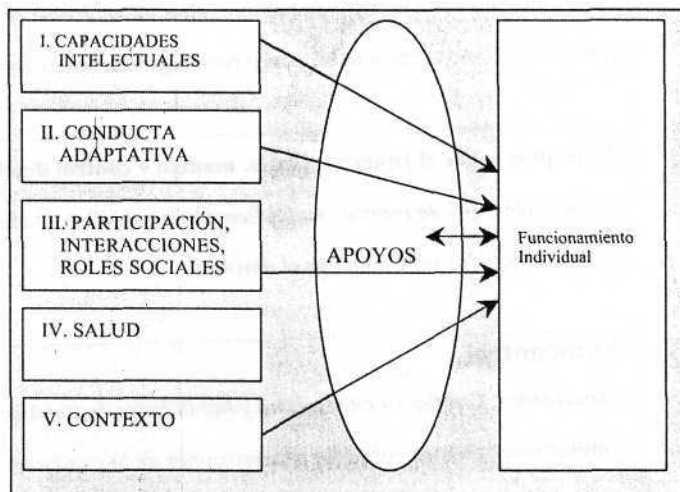 I. CAPACIDADES
INTELECTUALES
II. CONDUCTA
ADAPTATIVA
III. PARTICIPACIÓN,
INTERACCIONES,
ROLES SOCIALES
IV. SALUD
V. CONTEXTO
APOYOS
Funcionamiento
Individual